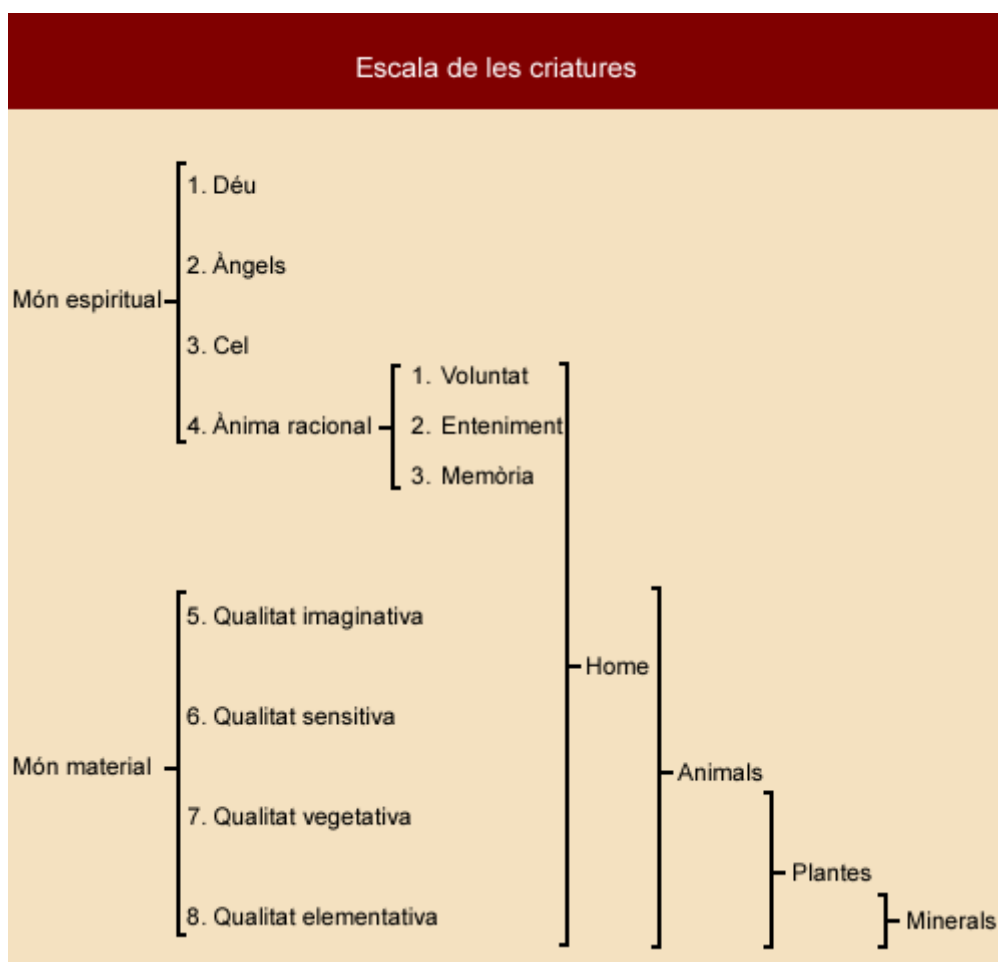 Escala de les criatures
1. Déu
2. Àngels
Món espiritual
3. Cel
1. Voluntat
4. Ànima racional
2. Enteniment
3. Memòria
5. Qualitat imaginativa
Home
6. Qualitat sensitiva
Món material
Animals
7. Qualitat vegetativa
Plantes
8. Qualitat elementativa
Minerals